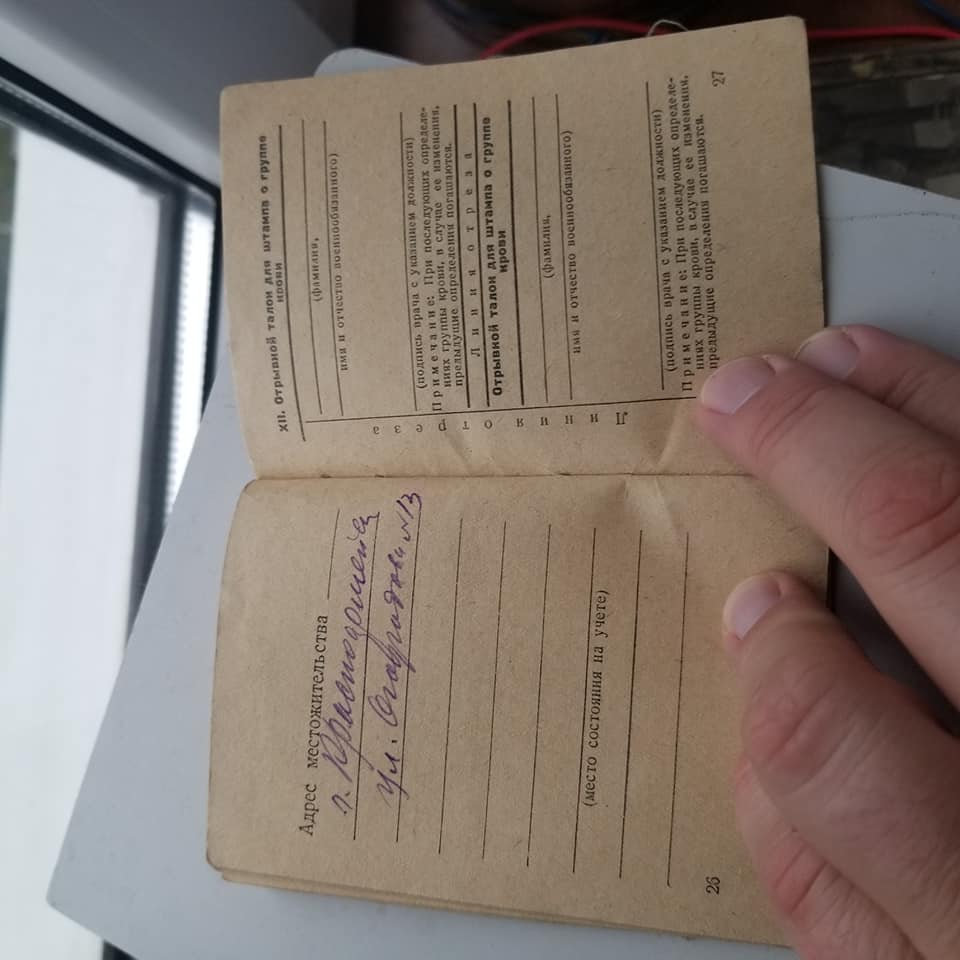 Адрес местожительства
г. Красноармейск
ул. Огородная №13
(место состояния на учете)
26
XII. Отрывной талон для штампа о группе
крови
(фамилия,
имя и отчество военнообязанного)
(подпись врача с указанием должности)
Примечание: При последующих определе-
ниях группы крови, в случае ее изменения,
предыдущие определения погашаются.
Линия отреза
Отрывной талон для штампа о группе
крови
(фамилия,
имя и отчество военнообязанного)
(подпись врача с указанием должности)
Примечание: При последующих определе-
ниях группы крови, в случае ее изменения,
предыдущие определения погашаются.
Линия отреза
27